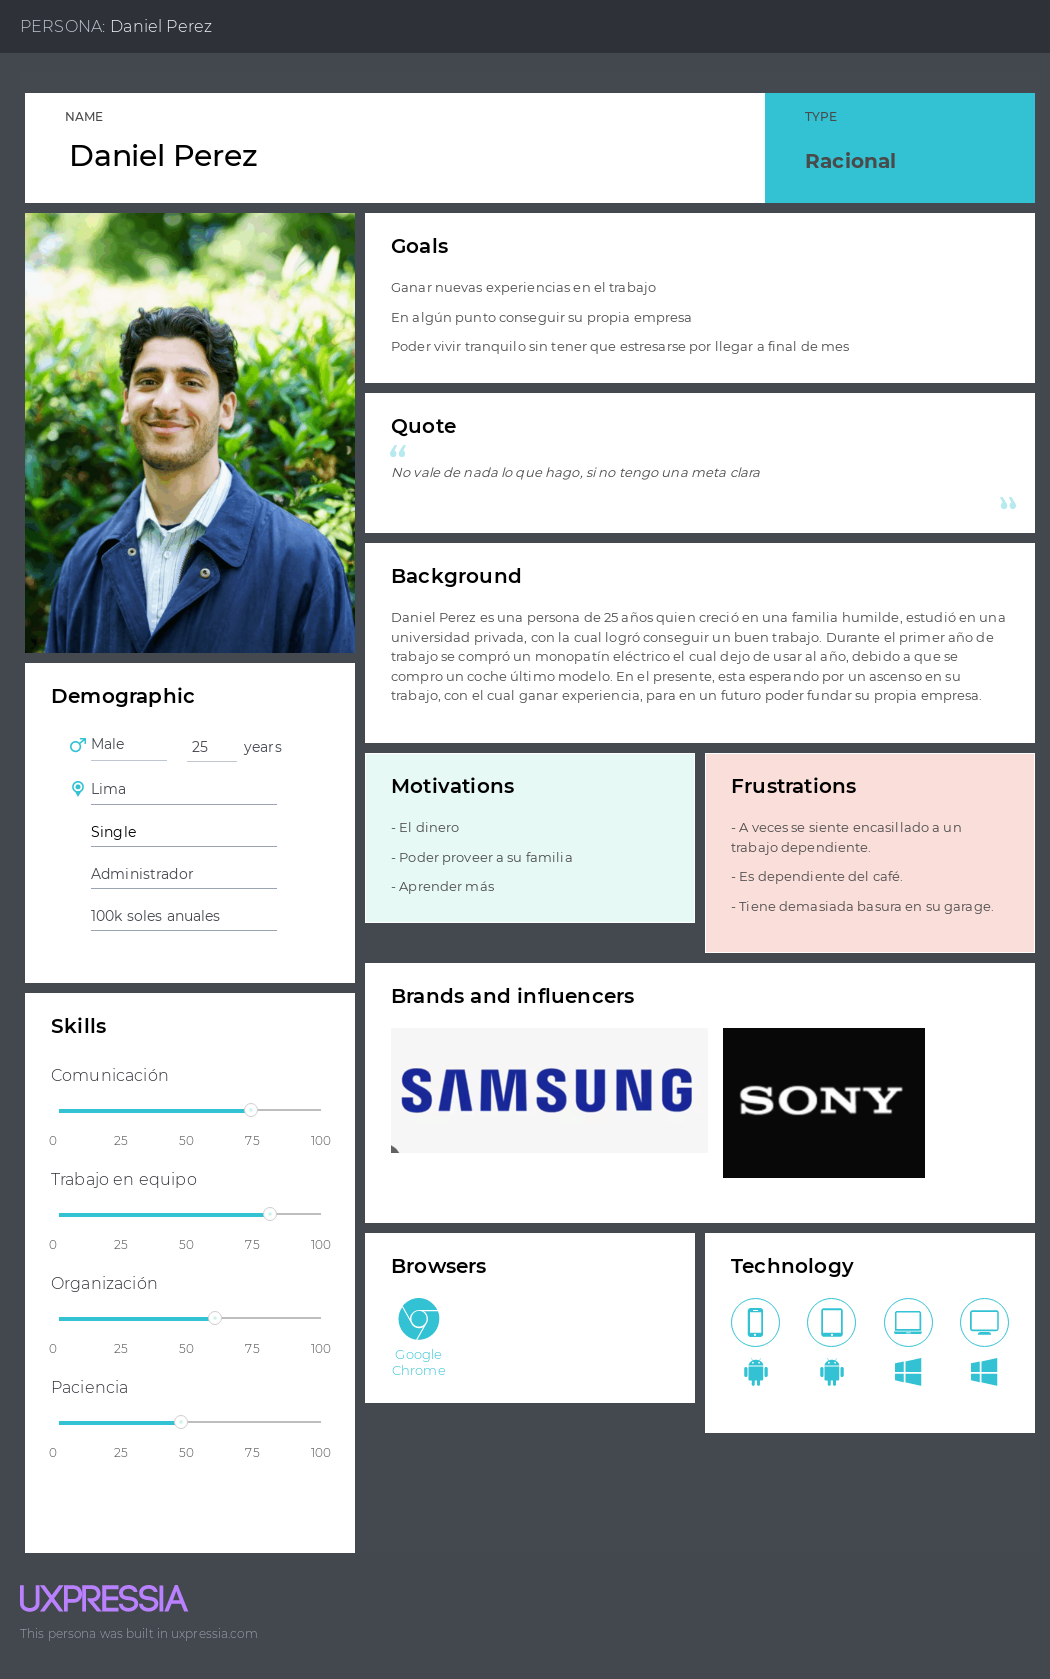 PERSONA: Daniel Perez
NAME
Daniel Perez
TYPE
Racional
Goals
Ganar nuevas experiencias en el trabajo
En algún punto conseguir su propia empresa
Poder vivir tranquilo sin tener que estresarse por llegar a final de mes
Quote
“
No vale de nada lo que hago, si no tengo una meta clara
”
Background
Daniel Perez es una persona de 25 años quien creció en una familia humilde, estudió en una
universidad privada, con la cual logró conseguir un buen trabajo. Durante el primer año de
trabajo se compró un monopatín eléctrico el cual dejo de usar al año, debido a que se
compro un coche último modelo. En el presente, esta esperando por un ascenso en su
trabajo, con el cual ganar experiencia, para en un futuro poder fundar su propia empresa.
Demographic
Male 25 years
Lima
Single
Administrador
100k soles anuales
Motivations
- El dinero
- Poder proveer a su familia
- Aprender más
Frustrations
- A veces se siente encasillado a un
trabajo dependiente.
- Es dependiente del café.
- Tiene demasiada basura en su garage.
Skills
Comunicación
0 25 50 75 100
Trabajo en equipo
0 25 50 75 100
Organización
0 25 50 75 100
Paciencia
0 25 50 75 100
Brands and influencers
SAMSUNG
SONY
Browsers
Google
Chrome
Technology
UXPRESSIA
This persona was built in uxpressia.com